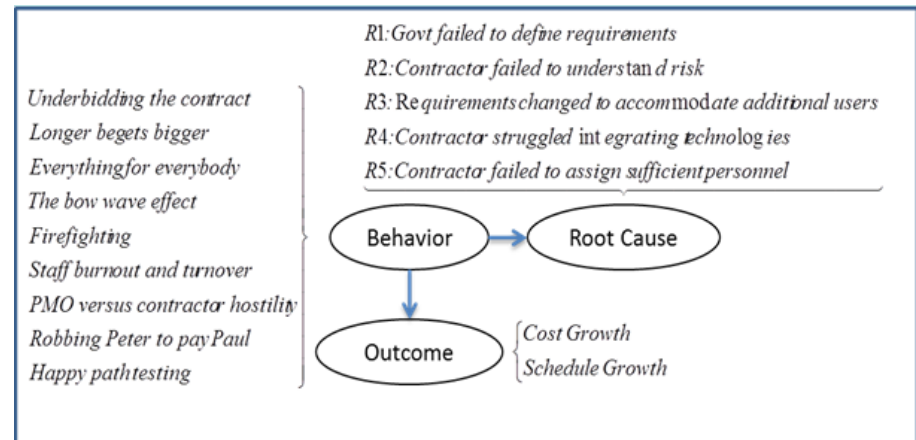 R1:Govt failed to define requirements
R2:Contractor failed to understand risk
R3: Requirements changed to accommodate additional users
R4:Contractor struggled int egrating technologies
R5:Contractor failed to assign sufficient personnel
Underbidding the contract
Longer begets bigger
Everything for everybody
The bow wave effect
Firefighting
Staff burnout and turnover
PMO versus contractor hostility
Robbing Peter to pay Paul
Happy path testing
Behavior
Root Cause
Outcome
Cost Growth
Schedule Growth